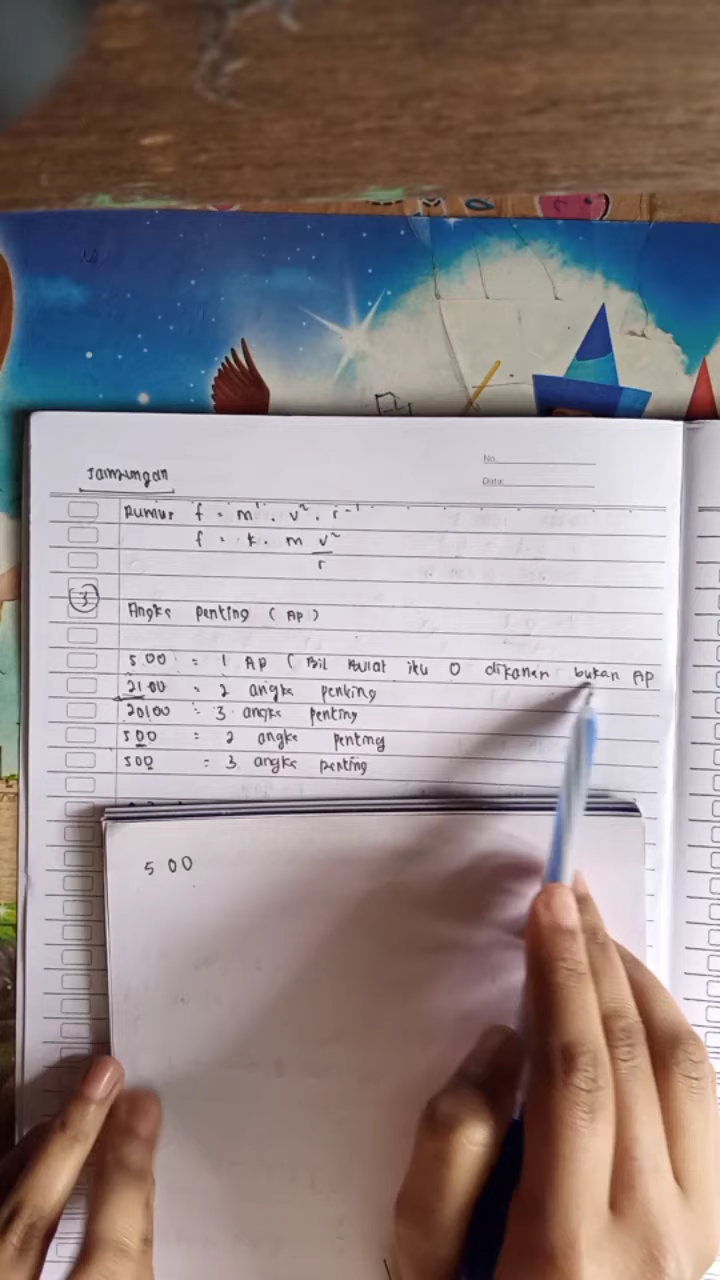 Jambungan
No.
Date:
Rumus f = m¹ . v² . r⁻¹
f = k . m v²
r
3
Angka penting ( AP )
5.00 = 1 AP ( Bil Bulat itu 0 dikanan bukan AP
21.00 = 2 angka penting
20100 = 3 angka penting
500 = 2 angka penting
500 = 3 angka penting
5 00